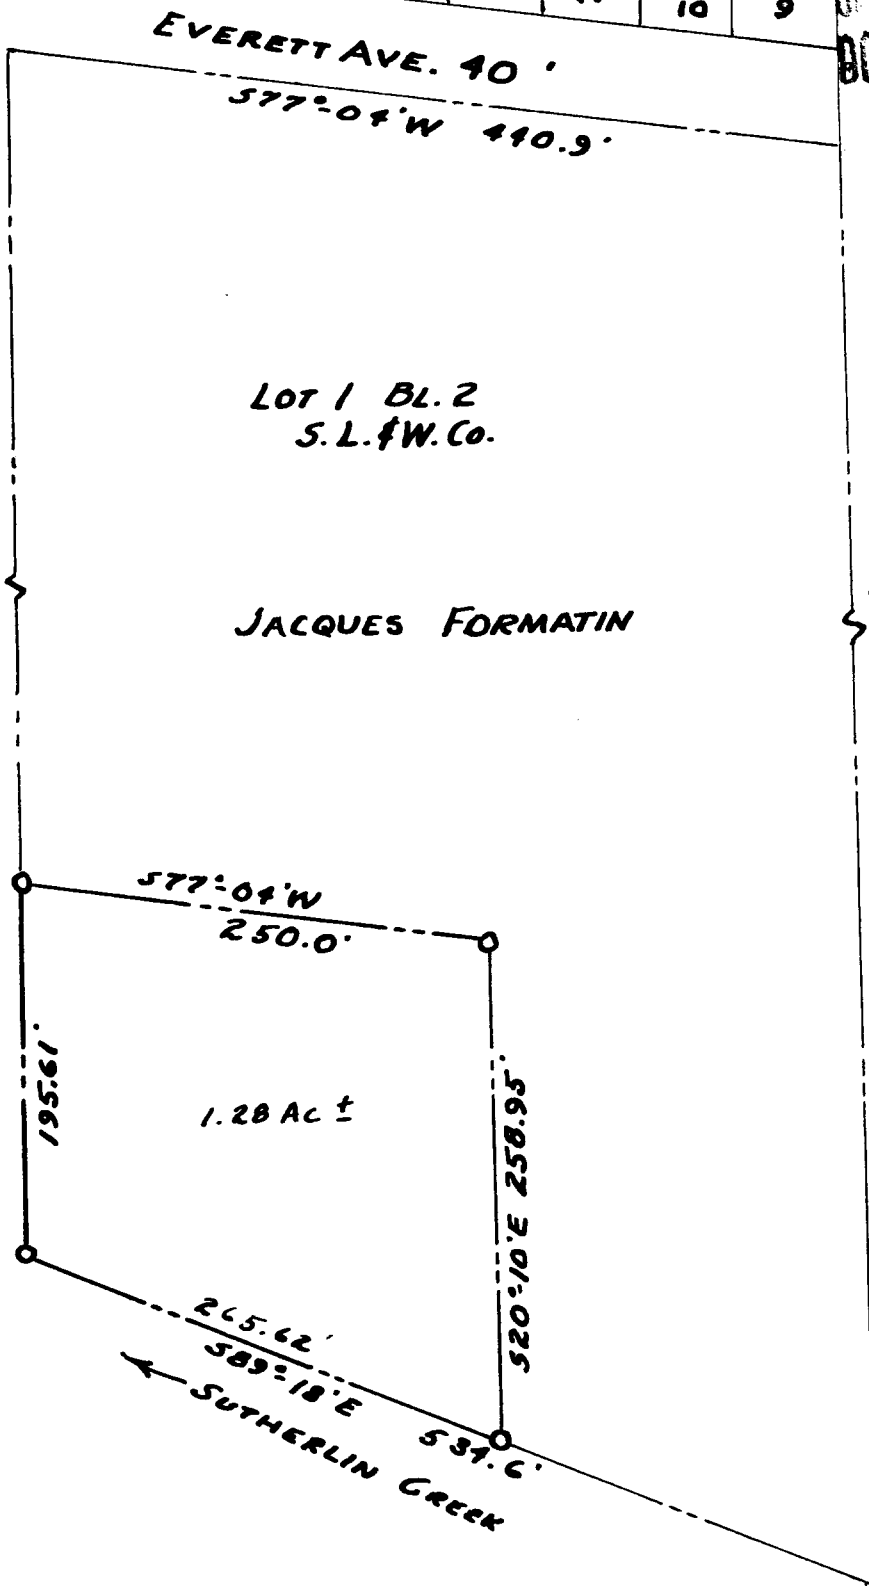 10 9
EVERETT AVE. 40'
S77°-04'W 440.9'
LOT 1 BL. 2
S. L. & W. Co.
JACQUES FORMATIN
S77°-04'W
250.0'
195.61'
1.28 Ac ±
S20°-10'E 258.95'
265.62'
S89°-18'E 534.6'
SUTHERLIN CREEK